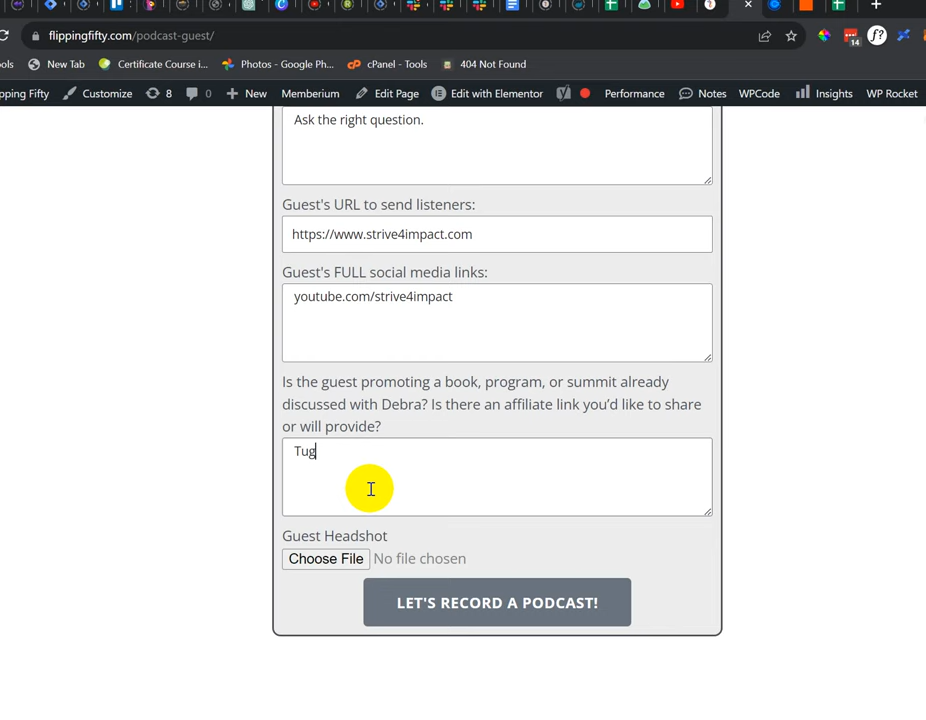 flippingfifty.com/podcast-guest/
14
ools
New Tab
Certificate Course i...
Photos - Google Ph...
cPanel - Tools
404 Not Found
pping Fifty
Customize
8
0
New
Memberium
Edit Page
Edit with Elementor
Performance
Notes
WPCode
Insights
WP Rocket
Ask the right question.
Guest's URL to send listeners:
https://www.strive4impact.com
Guest's FULL social media links:
youtube.com/strive4impact
Is the guest promoting a book, program, or summit already
discussed with Debra? Is there an affiliate link you’d like to share
or will provide?
Tug
Guest Headshot
Choose File No file chosen
LET'S RECORD A PODCAST!